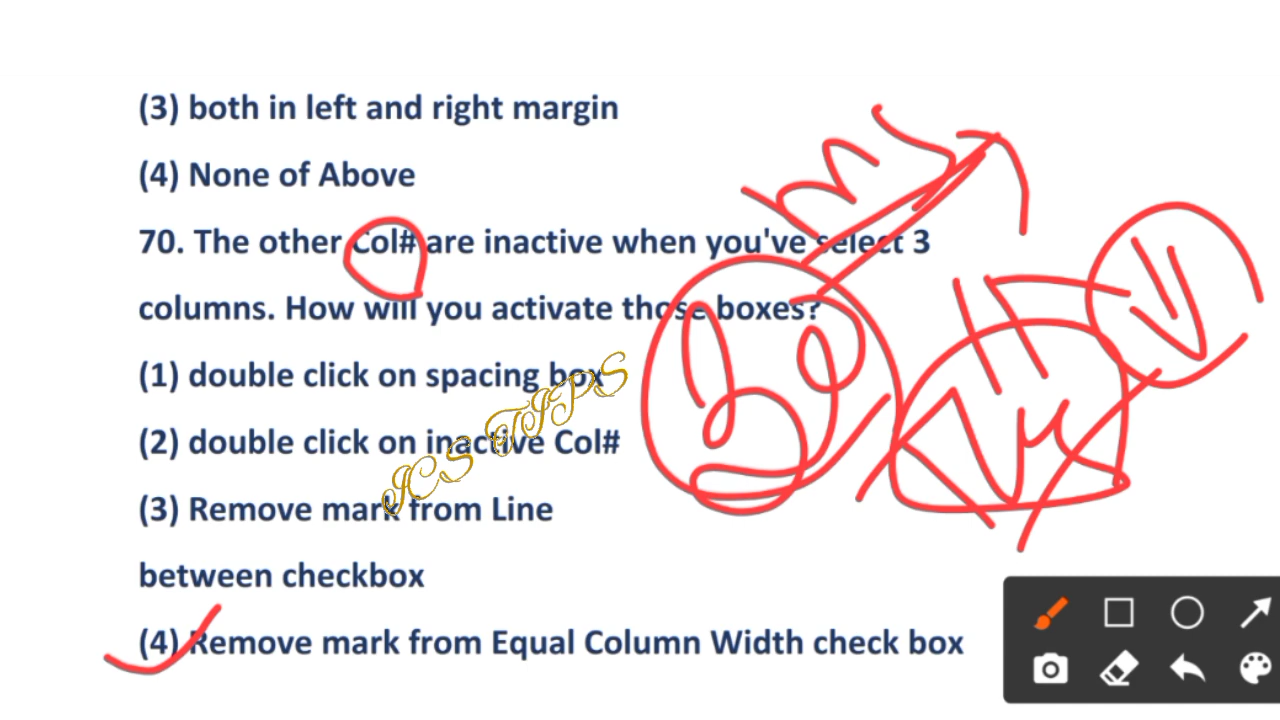 (3) both in left and right margin
(4) None of Above
70. The other Col# are inactive when you've select 3
columns. How will you activate those boxes?
(1) double click on spacing box
(2) double click on inactive Col#
(3) Remove mark from Line
between checkbox
(4) Remove mark from Equal Column Width check box
JCS TIPS